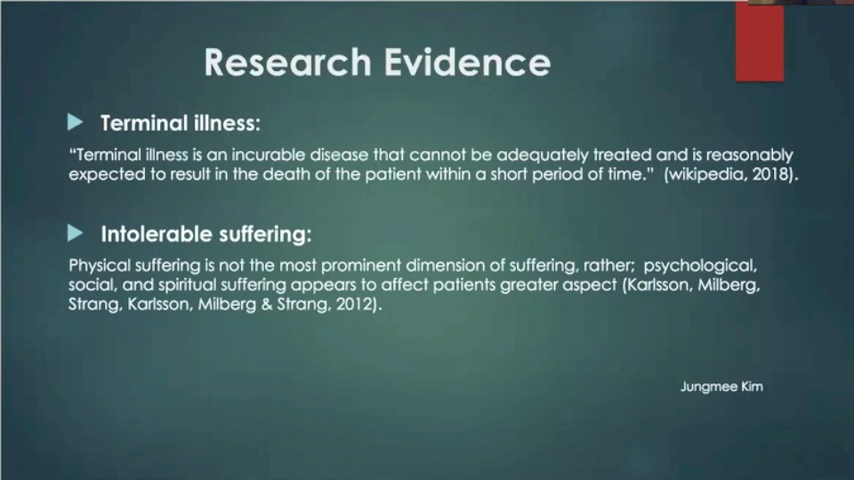 Research Evidence
Terminal illness:
“Terminal illness is an incurable disease that cannot be adequately treated and is reasonably
expected to result in the death of the patient within a short period of time.” (wikipedia, 2018).
Intolerable suffering:
Physical suffering is not the most prominent dimension of suffering, rather; psychological,
social, and spiritual suffering appears to affect patients greater aspect (Karlsson, Milberg,
Strang, Karlsson, Milberg & Strang, 2012).
Jungmee Kim